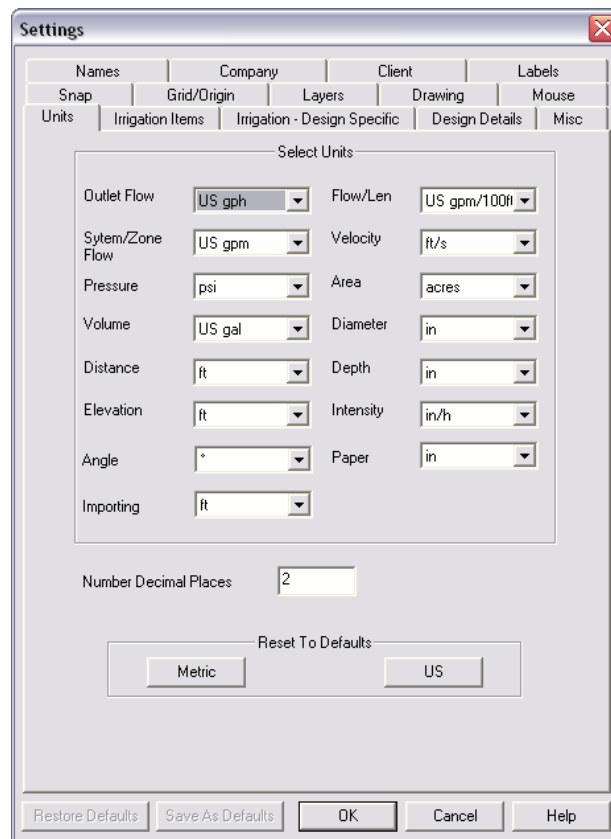 Settings
Names Company Client Labels
Snap Grid/Origin Layers Drawing Mouse
Units Irrigation Items Irrigation - Design Specific Design Details Misc
Select Units
Outlet Flow US gph Flow/Len US gpm/100ft
Sytem/Zone Flow US gpm Velocity ft/s
Pressure psi Area acres
Volume US gal Diameter in
Distance ft Depth in
Elevation ft Intensity in/h
Angle ° Paper in
Importing ft
Number Decimal Places 2
Reset To Defaults
Metric US
Restore Defaults Save As Defaults OK Cancel Help